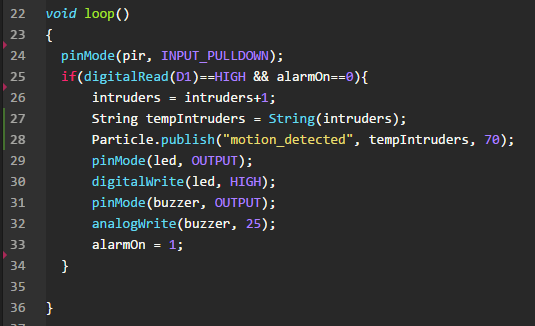 22 void loop()
23 {
24 pinMode(pir, INPUT_PULLDOWN);
25 if(digitalRead(D1)==HIGH && alarmOn==0){
26 intruders = intruders+1;
27 String tempIntruders = String(intruders);
28 Particle.publish("motion_detected", tempIntruders, 70);
29 pinMode(led, OUTPUT);
30 digitalWrite(led, HIGH);
31 pinMode(buzzer, OUTPUT);
32 analogWrite(buzzer, 25);
33 alarmOn = 1;
34 }
35
36 }